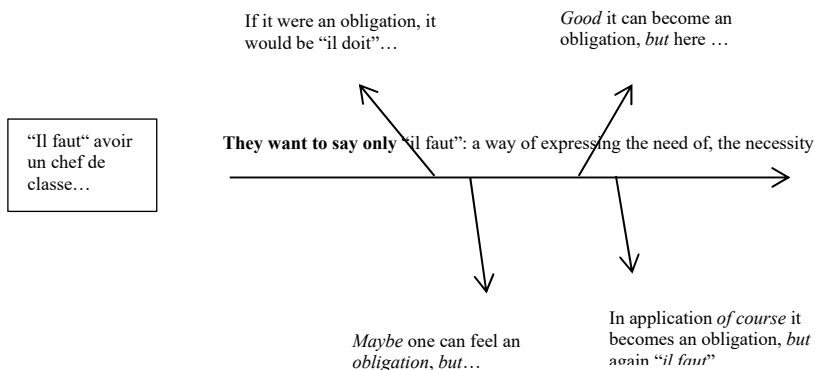 If it were an obligation, it
would be “il doit”…
Good it can become an
obligation, but here …
“Il faut“ avoir
un chef de
classe…
They want to say only “il faut”: a way of expressing the need of, the necessity
Maybe one can feel an
obligation, but…
In application of course it
becomes an obligation, but
again “il faut”